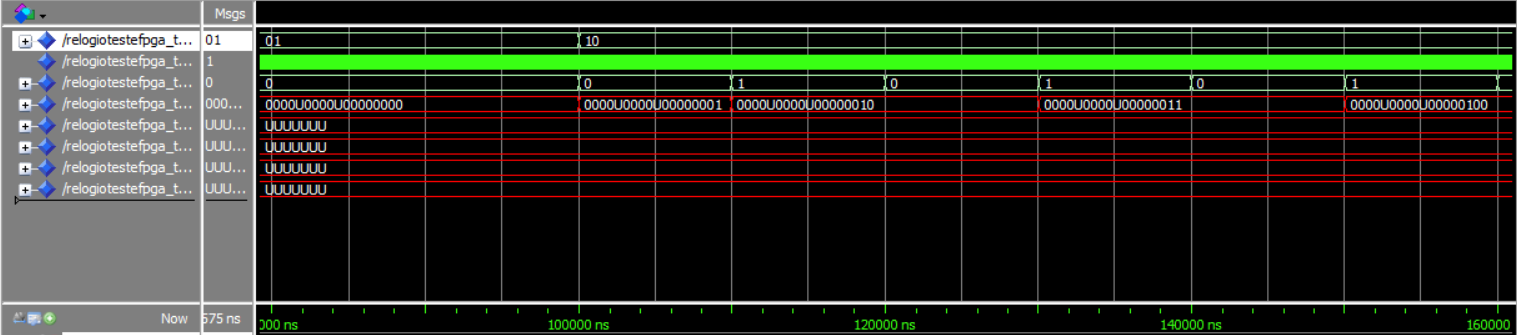 Msgs
/relogiotestefpga_t... 01 01 10
/relogiotestefpga_t... 1
/relogiotestefpga_t... 0 0 0 1 0 1 0 1
/relogiotestefpga_t... 000... 0000U0000U00000000 0000U0000U00000001 0000U0000U00000010 0000U0000U00000011 0000U0000U00000100
/relogiotestefpga_t... UUU... UUUUUUU
/relogiotestefpga_t... UUU... UUUUUUU
/relogiotestefpga_t... UUU... UUUUUUU
/relogiotestefpga_t... UUU... UUUUUUU
Now 575 ns 000 ns 100000 ns 120000 ns 140000 ns 160000